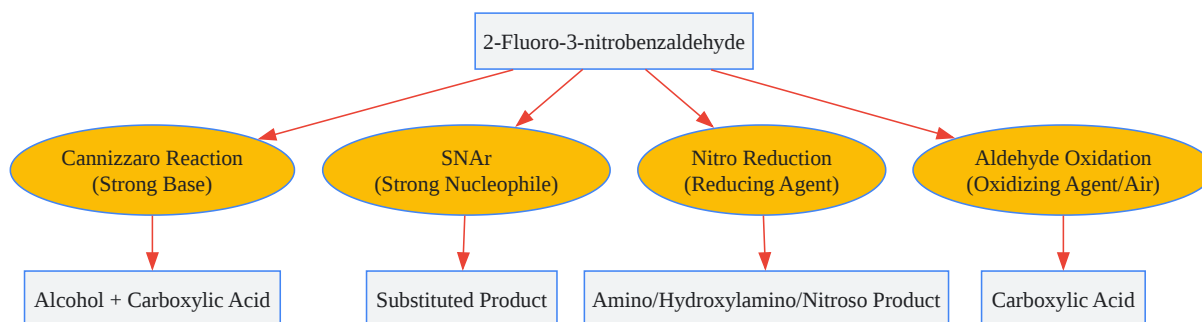 2-Fluoro-3-nitrobenzaldehyde
Cannizzaro Reaction
(Strong Base)
SNAr
(Strong Nucleophile)
Nitro Reduction
(Reducing Agent)
Aldehyde Oxidation
(Oxidizing Agent/Air)
Alcohol + Carboxylic Acid
Substituted Product
Amino/Hydroxylamino/Nitroso Product
Carboxylic Acid